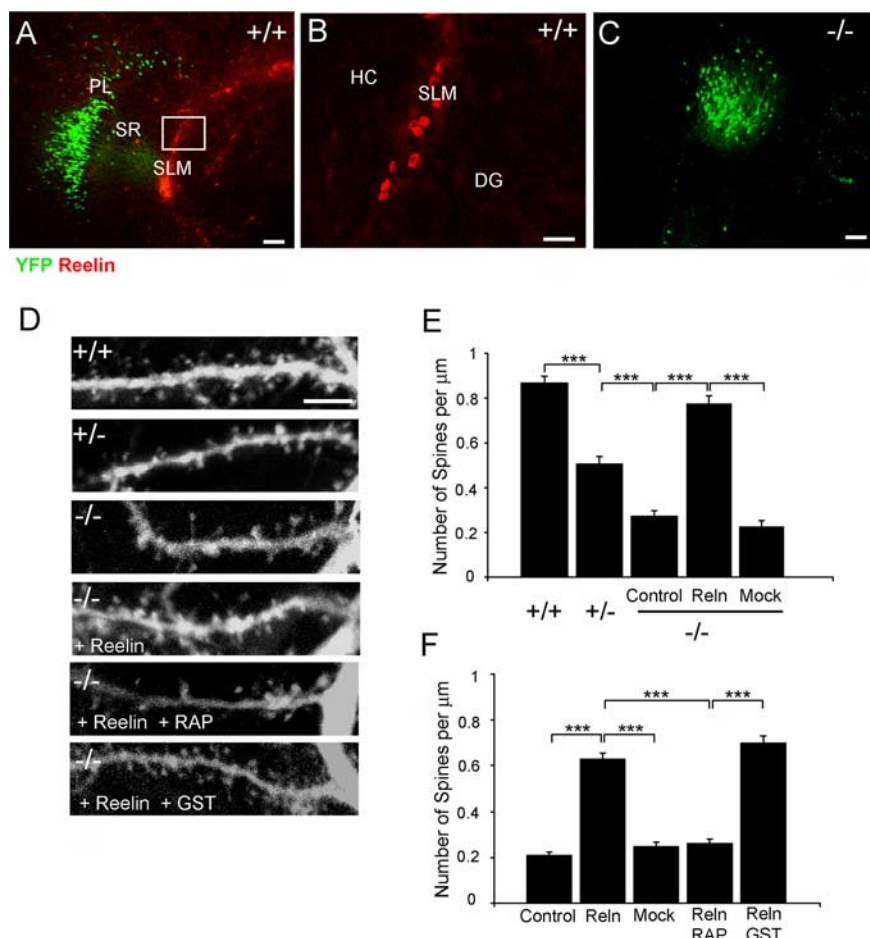 A +/+
PL
SR
SLM
B +/+
HC
SLM
DG
C -/-
YFP Reelin
D
+/+
+/-
-/-
-/-
+ Reelin
-/-
+ Reelin + RAP
-/-
+ Reelin + GST
E
Number of Spines per μm
1
0.8
0.6
0.4
0.2
0
*** *** *** ***
Control Reln Mock
+/+ +/- -/-
F
Number of Spines per μm
1
0.8
0.6
0.4
0.2
0
***
*** *** ***
Control Reln Mock Reln Reln
RAP GST